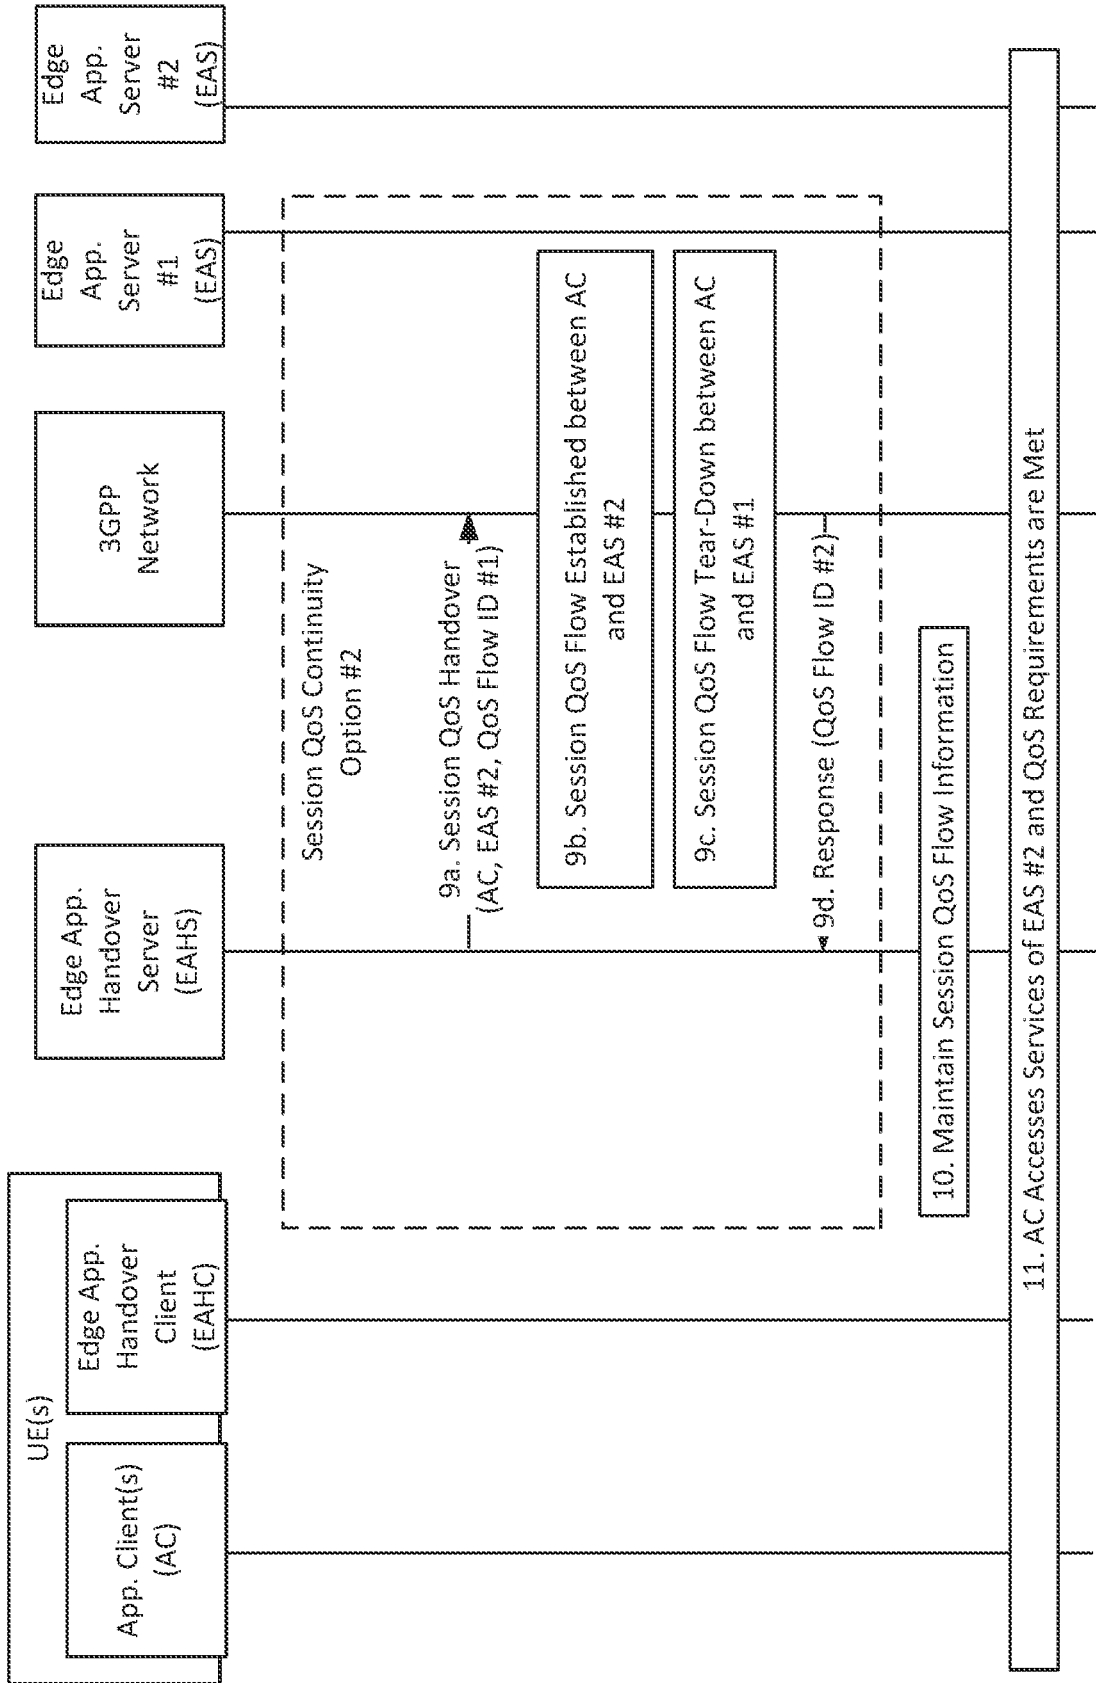 UE(s)
App. Client(s)
(AC)
Edge App.
Handover
Client
(EAHC)
Edge App.
Handover
Server
(EAHS)
3GPP
Network
Edge
App.
Server
#1
(EAS)
Edge
App.
Server
#2
(EAS)
Session QoS Continuity
Option #2
9a. Session QoS Handover
(AC, EAS #2, QoS Flow ID #1)
9b. Session QoS Flow Established between AC
and EAS #2
9c. Session QoS Flow Tear-Down between AC
and EAS #1
9d. Response (QoS Flow ID #2)
10. Maintain Session QoS Flow Information
11. AC Accesses Services of EAS #2 and QoS Requirements are Met